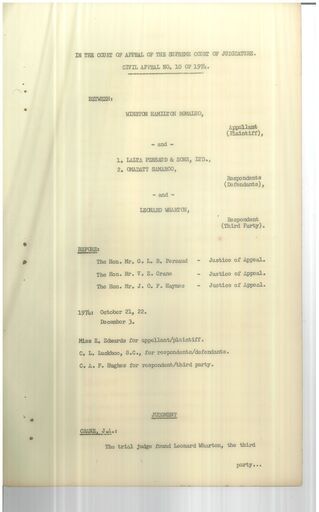 IN THE COURT OF APPEAL OF THE SUPREME COURT OF JUDICATURE.
CIVIL APPEAL NO. 10 OF 1974.
BETWEEN:
WINSTON HAMILTON
Appellant
(Plaintiff),
- and -
1. LALTA PERSAUD & SONS, LTD.,
2. OMADATT SAMAROO,
Respondents
(Defendants),
- and -
LEONARD WHARTON,
Respondent
(Third Party).
BEFORE:
The Hon. Mr. G. L. B. Persaud - Justice of Appeal.
The Hon. Mr. V. E. Crane - Justice of Appeal.
The Hon. Mr. J. O. F. Haynes - Justice of Appeal.
1974: October 21, 22.
December 3.
Miss E. Edwards for appellant/plaintiff.
C. L. Luckhoo, S.C., for respondents/defendants.
C. A. F. Hughes for respondent/third party.
JUDGMENT
CRANE, J.A.:
The trial judge found Leonard Wharton, the third
party...